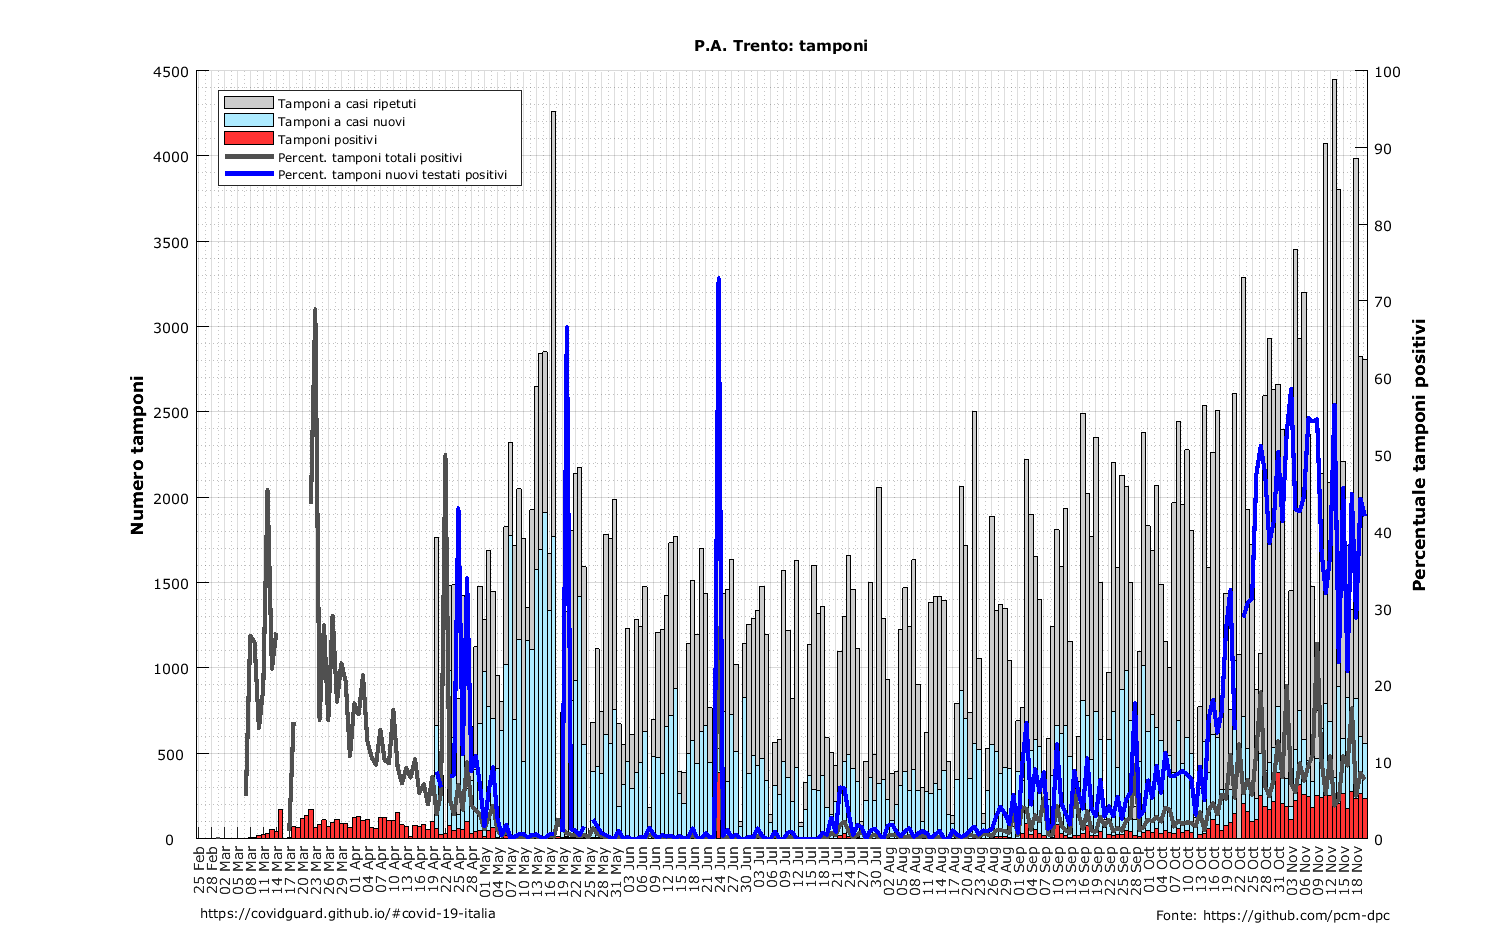 P.A. Trento: tamponi
Tamponi a casi ripetuti
Tamponi a casi nuovi
Tamponi positivi
Percent. tamponi totali positivi
Percent. tamponi nuovi testati positivi
Numero tamponi
4500
4000
3500
3000
2500
2000
1500
1000
500
0
Percentuale tamponi positivi
100
90
80
70
60
50
40
30
20
10
0
25 Feb
28 Feb
02 Mar
05 Mar
08 Mar
11 Mar
14 Mar
17 Mar
20 Mar
23 Mar
26 Mar
29 Mar
01 Apr
04 Apr
07 Apr
10 Apr
13 Apr
16 Apr
19 Apr
22 Apr
25 Apr
28 Apr
01 May
04 May
07 May
10 May
13 May
16 May
19 May
22 May
25 May
28 May
31 May
03 Jun
06 Jun
09 Jun
12 Jun
15 Jun
18 Jun
21 Jun
24 Jun
27 Jun
30 Jun
03 Jul
06 Jul
09 Jul
12 Jul
15 Jul
18 Jul
21 Jul
24 Jul
27 Jul
30 Jul
02 Aug
05 Aug
08 Aug
11 Aug
14 Aug
17 Aug
20 Aug
23 Aug
26 Aug
29 Aug
01 Sep
04 Sep
07 Sep
10 Sep
13 Sep
16 Sep
19 Sep
22 Sep
25 Sep
28 Sep
01 Oct
04 Oct
07 Oct
10 Oct
13 Oct
16 Oct
19 Oct
22 Oct
25 Oct
28 Oct
31 Oct
03 Nov
06 Nov
09 Nov
12 Nov
15 Nov
18 Nov
https://covidguard.github.io/#covid-19-italia
Fonte: https://github.com/pcm-dpc